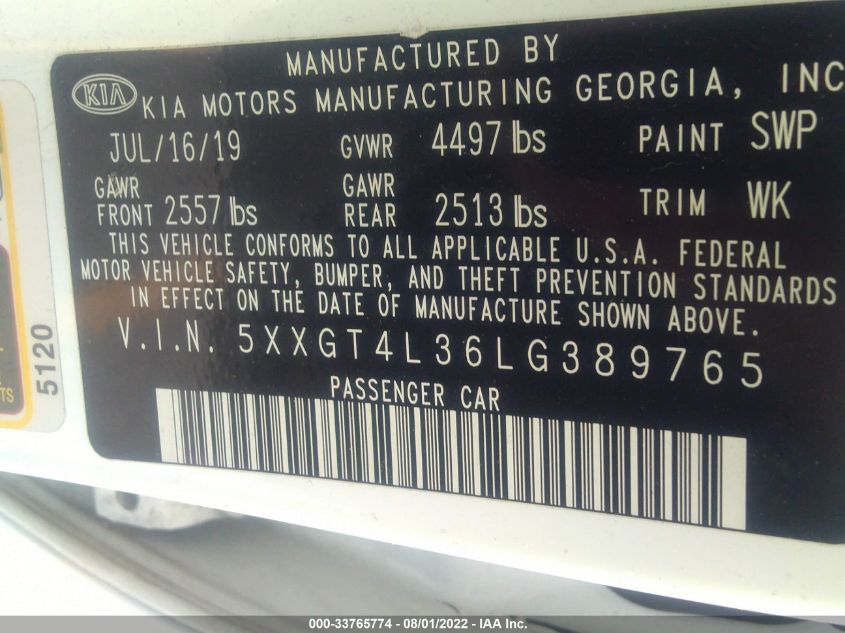 MANUFACTURED BY
KIA
KIA MOTORS MANUFACTURING GEORGIA, INC
JUL/16/19 GVWR 4497 lbs PAINT SWP
GAWR FRONT 2557 lbs GAWR REAR 2513 lbs TRIM WK
THIS VEHICLE CONFORMS TO ALL APPLICABLE U.S.A. FEDERAL
MOTOR VEHICLE SAFETY, BUMPER, AND THEFT PREVENTION STANDARDS
IN EFFECT ON THE DATE OF MANUFACTURE SHOWN ABOVE.
V.I.N. 5XXGT4L36LG389765
PASSENGER CAR
5120
000-33765774 - 08/01/2022 - IAA Inc.